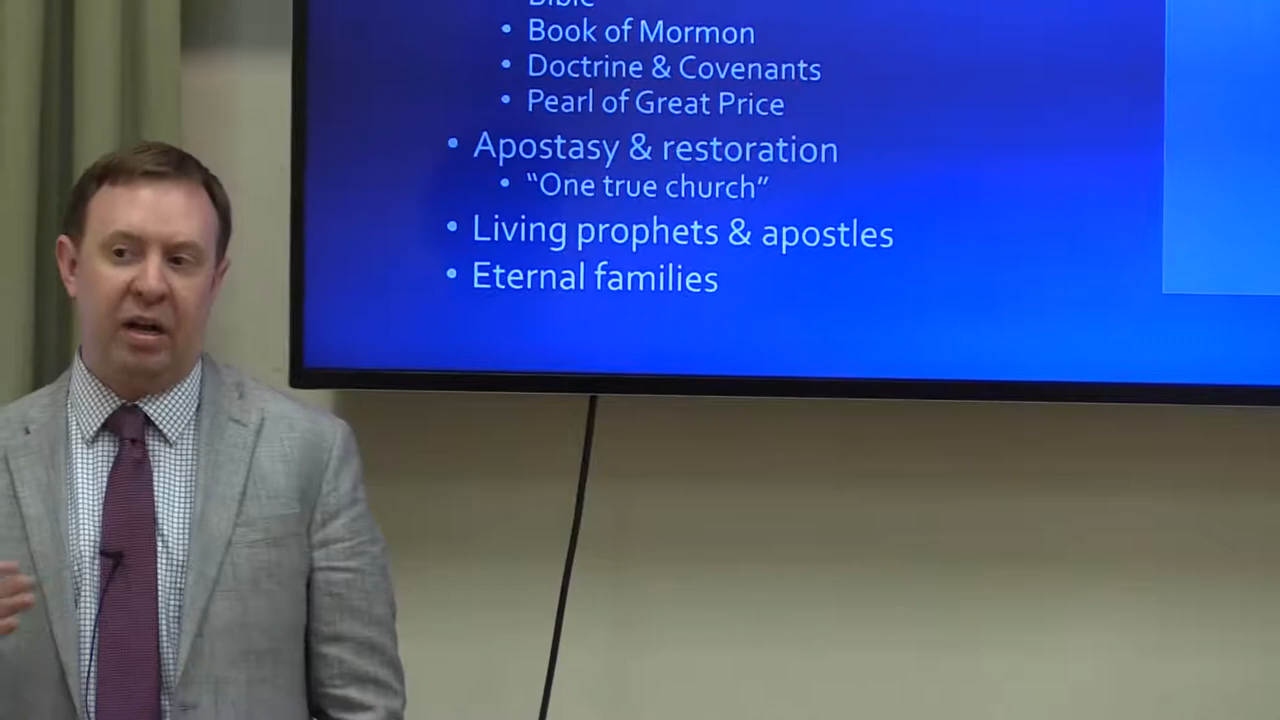 Bible
• Book of Mormon
• Doctrine & Covenants
• Pearl of Great Price
• Apostasy & restoration
• “One true church”
• Living prophets & apostles
• Eternal families